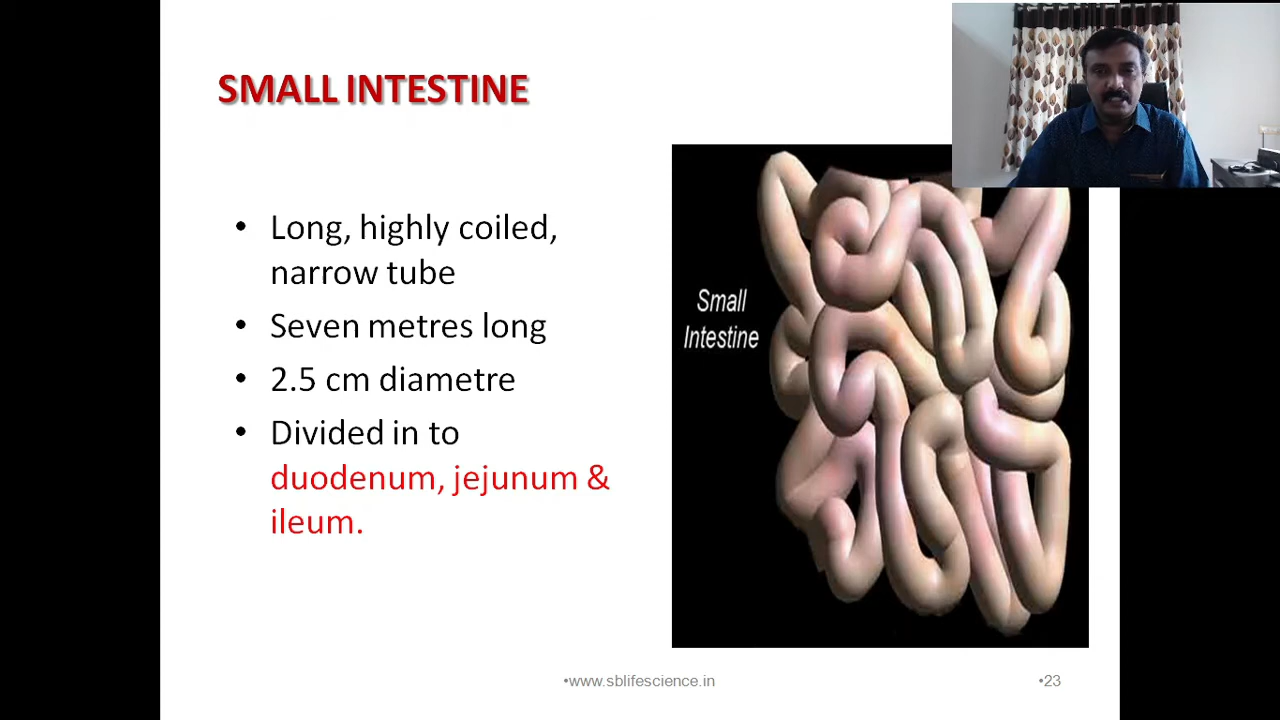 SMALL INTESTINE
• Long, highly coiled,
narrow tube
• Seven metres long
• 2.5 cm diametre
• Divided in to
duodenum, jejunum &
ileum.
Small
Intestine
•www.sblifescience.in
•23